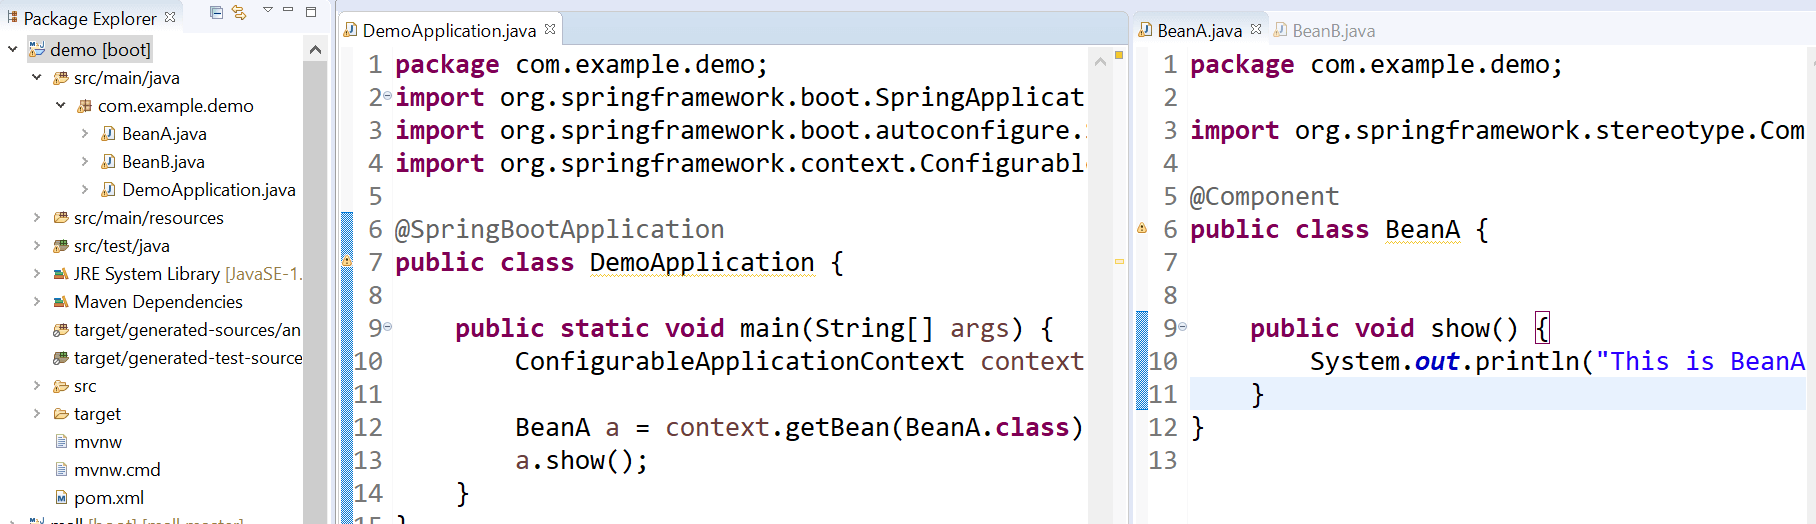 Package Explorer
demo [boot]
src/main/java
com.example.demo
BeanA.java
BeanB.java
DemoApplication.java
src/main/resources
src/test/java
JRE System Library [JavaSE-1.
Maven Dependencies
target/generated-sources/an
target/generated-test-source
src
target
mvnw
mvnw.cmd
pom.xml
DemoApplication.java
1 package com.example.demo;
2 import org.springframework.boot.SpringApplicat
3 import org.springframework.boot.autoconfigure.
4 import org.springframework.context.Configurabl
5
6 @SpringBootApplication
7 public class DemoApplication {
8
9 public static void main(String[] args) {
10 ConfigurableApplicationContext context
11
12 BeanA a = context.getBean(BeanA.class)
13 a.show();
14 }
BeanA.java BeanB.java
1 package com.example.demo;
2
3 import org.springframework.stereotype.Com
4
5 @Component
6 public class BeanA {
7
8
9 public void show() {
10 System.out.println("This is BeanA
11 }
12 }
13